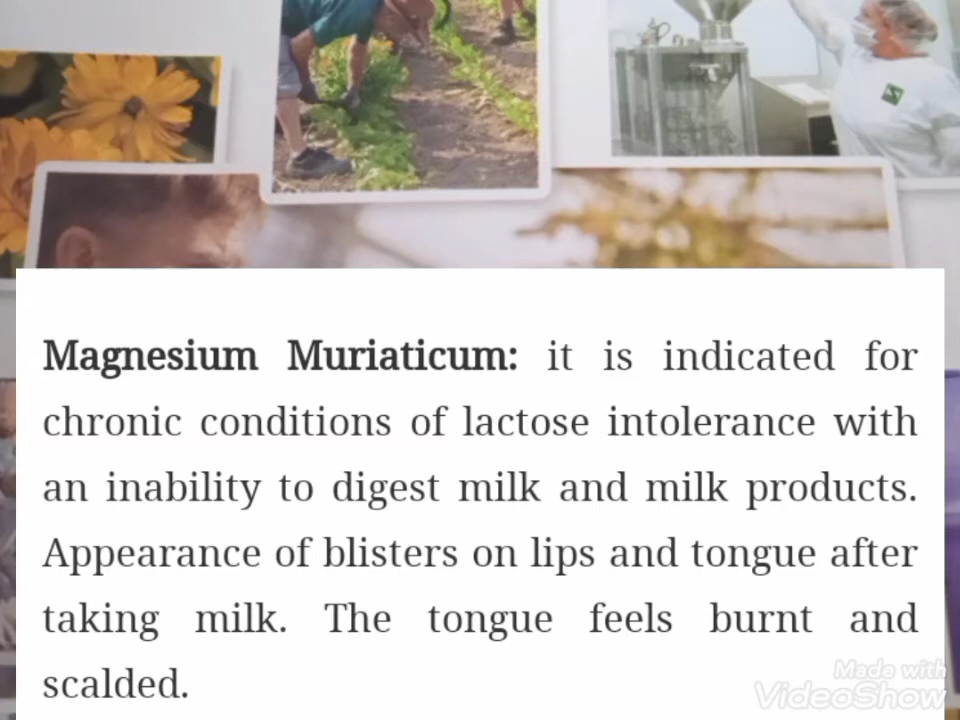 Magnesium Muriaticum: it is indicated for
chronic conditions of lactose intolerance with
an inability to digest milk and milk products.
Appearance of blisters on lips and tongue after
taking milk. The tongue feels burnt and
scalded.
Made with
VideoShow